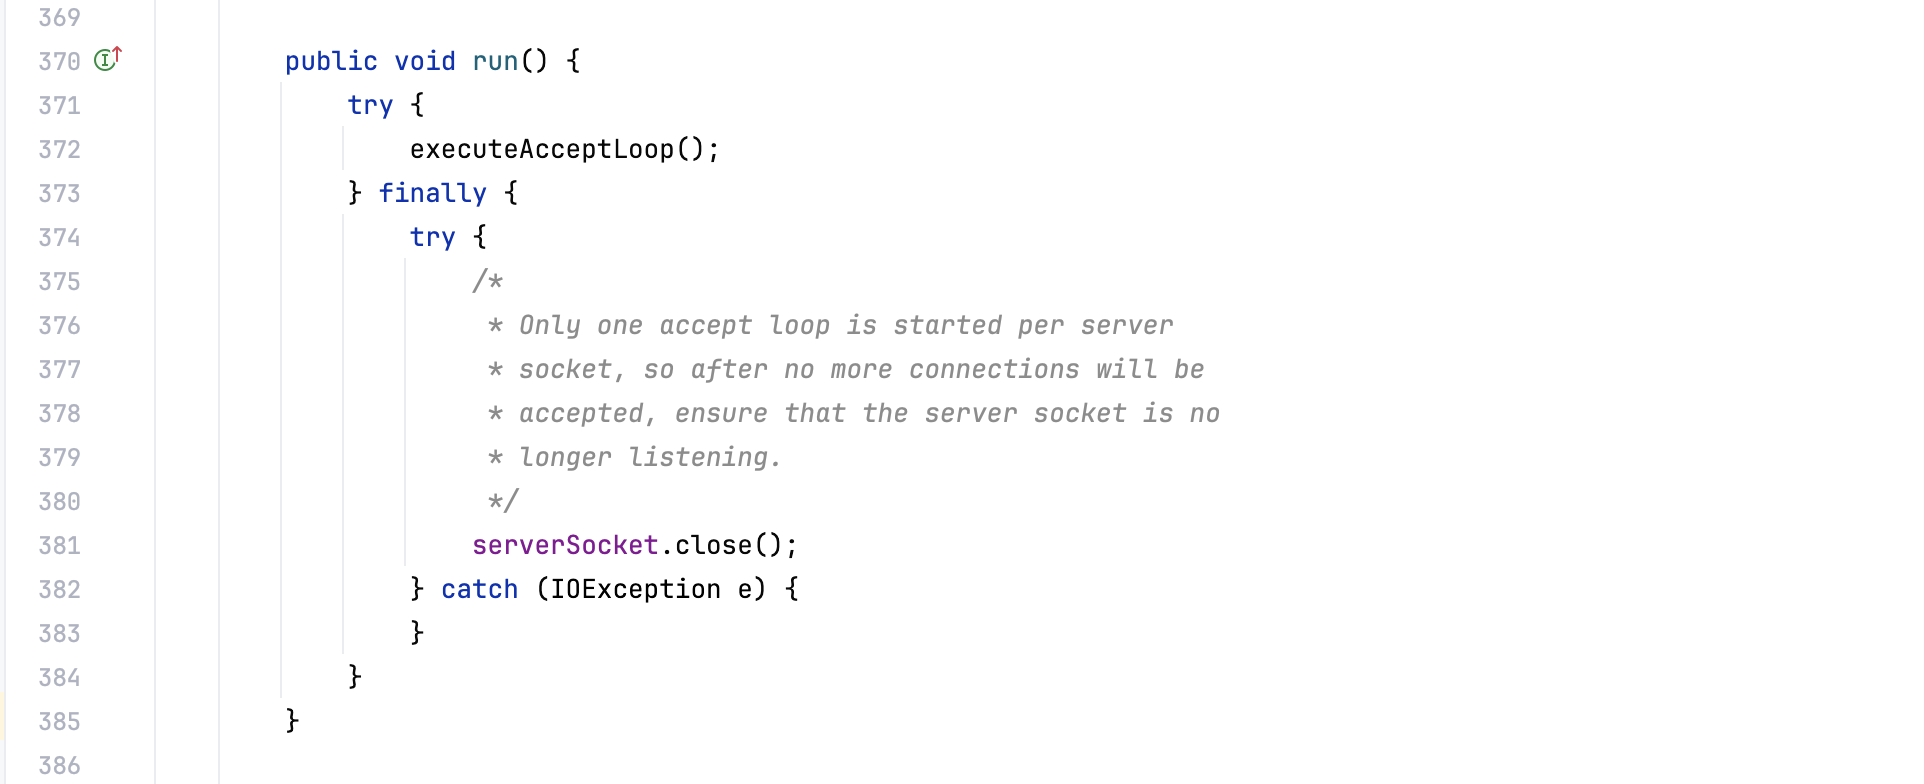 369
370 public void run() {
371 try {
372 executeAcceptLoop();
373 } finally {
374 try {
375 /*
376 * Only one accept loop is started per server
377 * socket, so after no more connections will be
378 * accepted, ensure that the server socket is no
379 * longer listening.
380 */
381 serverSocket.close();
382 } catch (IOException e) {
383 }
384 }
385 }
386